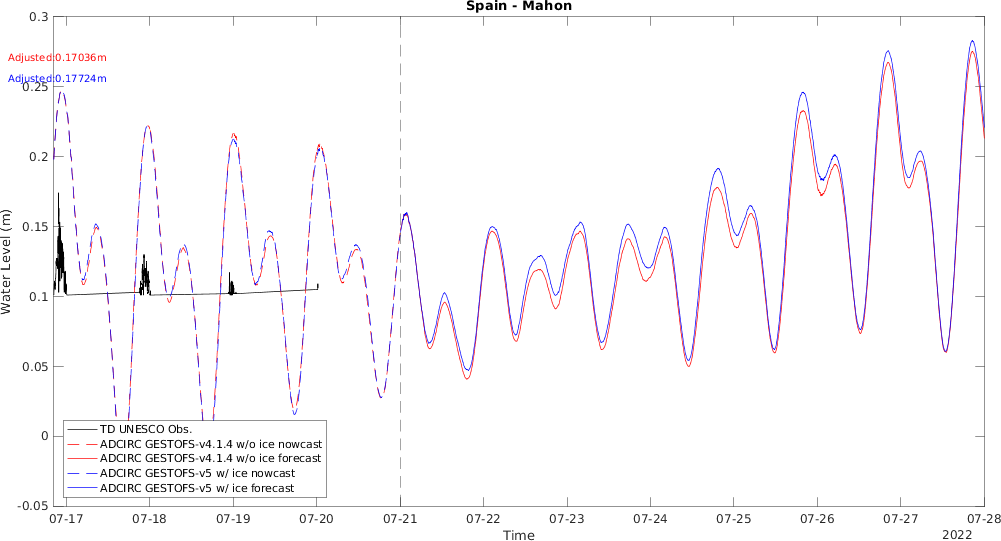 Spain - Mahon
0.3
Adjusted:0.17036m
Adjusted:0.17724m
0.25
0.2
0.15
0.1
0.05
0
-0.05
Water Level (m)
TD UNESCO Obs.
ADCIRC GESTOFS-v4.1.4 w/o ice nowcast
ADCIRC GESTOFS-v4.1.4 w/o ice forecast
ADCIRC GESTOFS-v5 w/ ice nowcast
ADCIRC GESTOFS-v5 w/ ice forecast
07-17 07-18 07-19 07-20 07-21 07-22 07-23 07-24 07-25 07-26 07-27 07-28
Time
2022